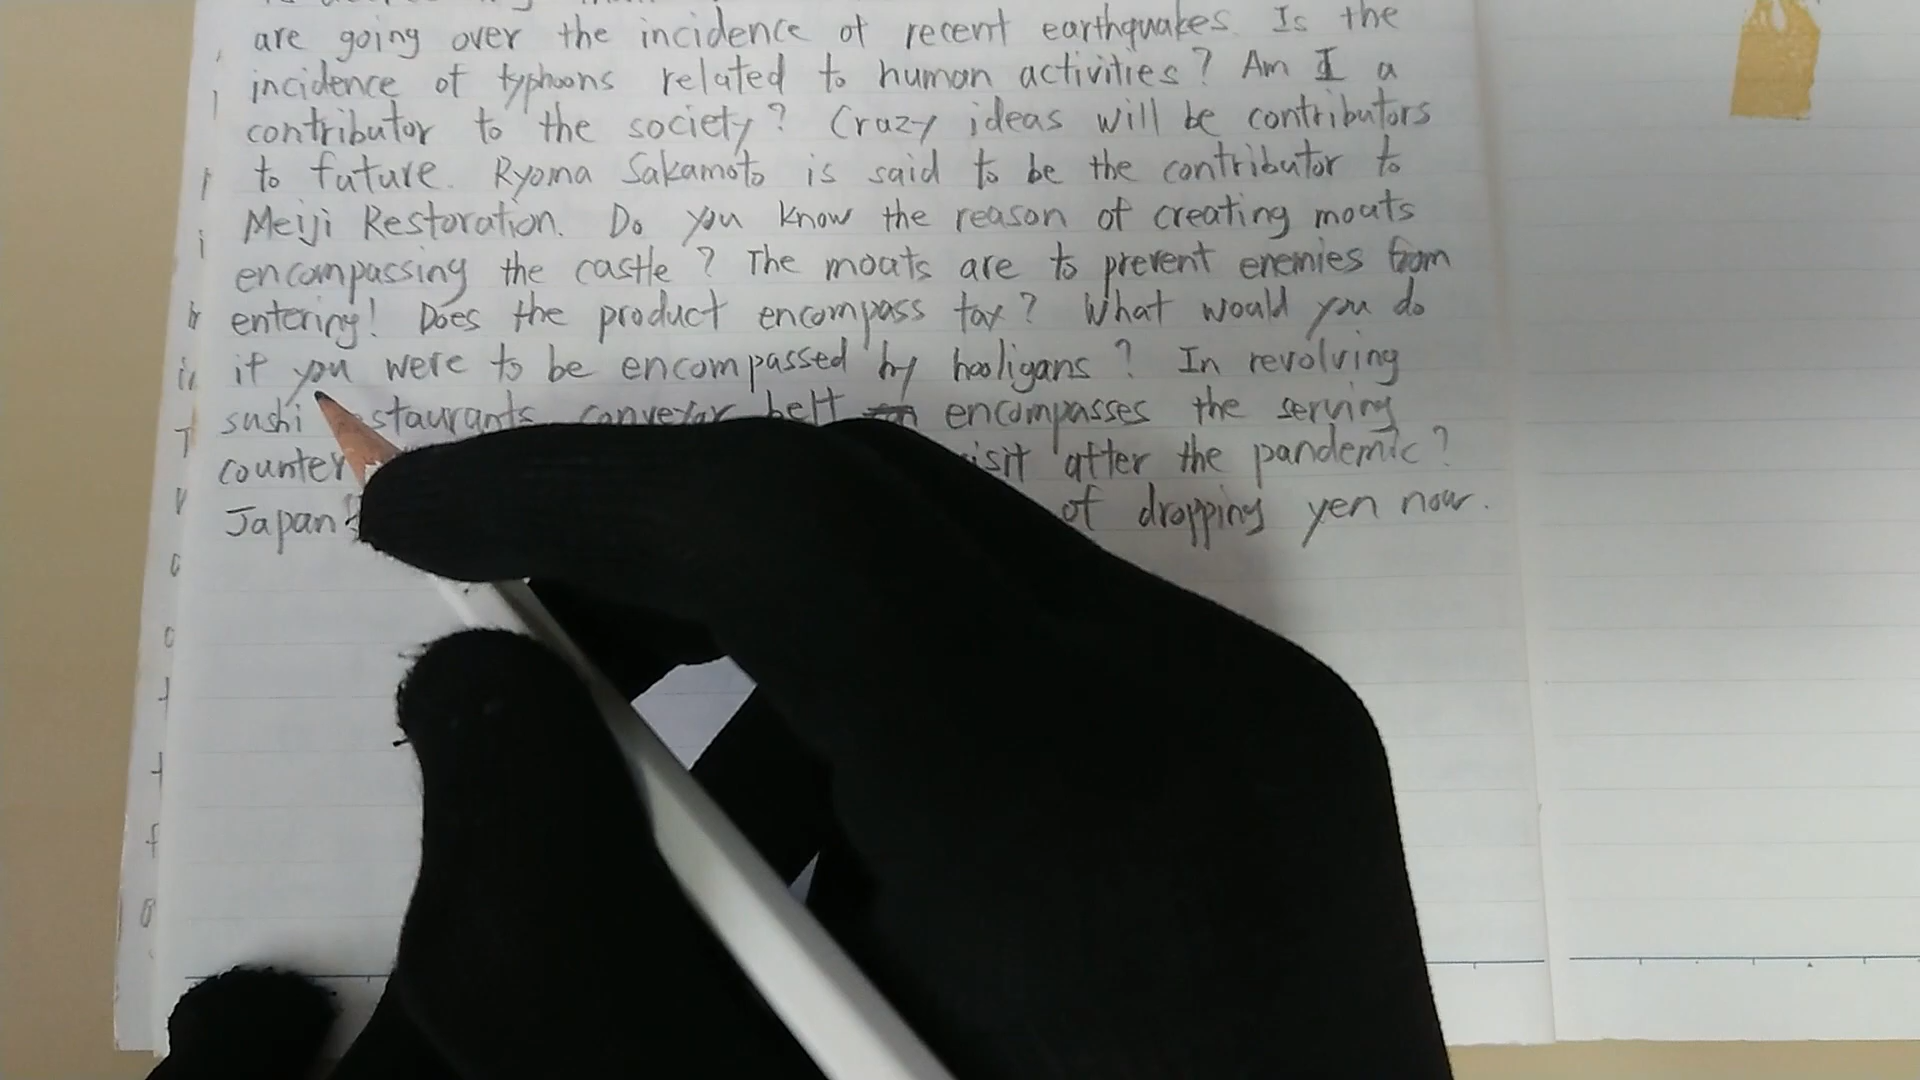 are going over the incidence of recent earthquakes. Is the
incidence of typhoons related to human activities? Am I a
contributor to the society? Crazy ideas will be contributors
to future. Ryoma Sakamoto is said to be the contributor to
Meiji Restoration. Do you know the reason of creating moats
encompassing the castle? The moats are to prevent enemies from
entering! Does the product encompass tax? What would you do
if you were to be encompassed by hooligans? In revolving
sushi conveyor belt encompasses the serving
counter after the pandemic?
Japan of dropping yen now.